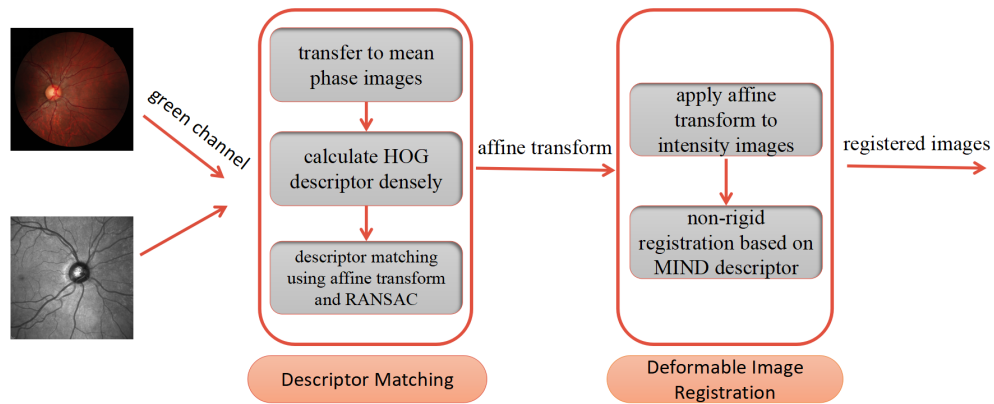 green channel
transfer to mean
phase images
calculate HOG
descriptor densely
descriptor matching
using affine transform
and RANSAC
Descriptor Matching
affine transform
apply affine
transform to
intensity images
non-rigid
registration based on
MIND descriptor
Deformable Image
Registration
registered images